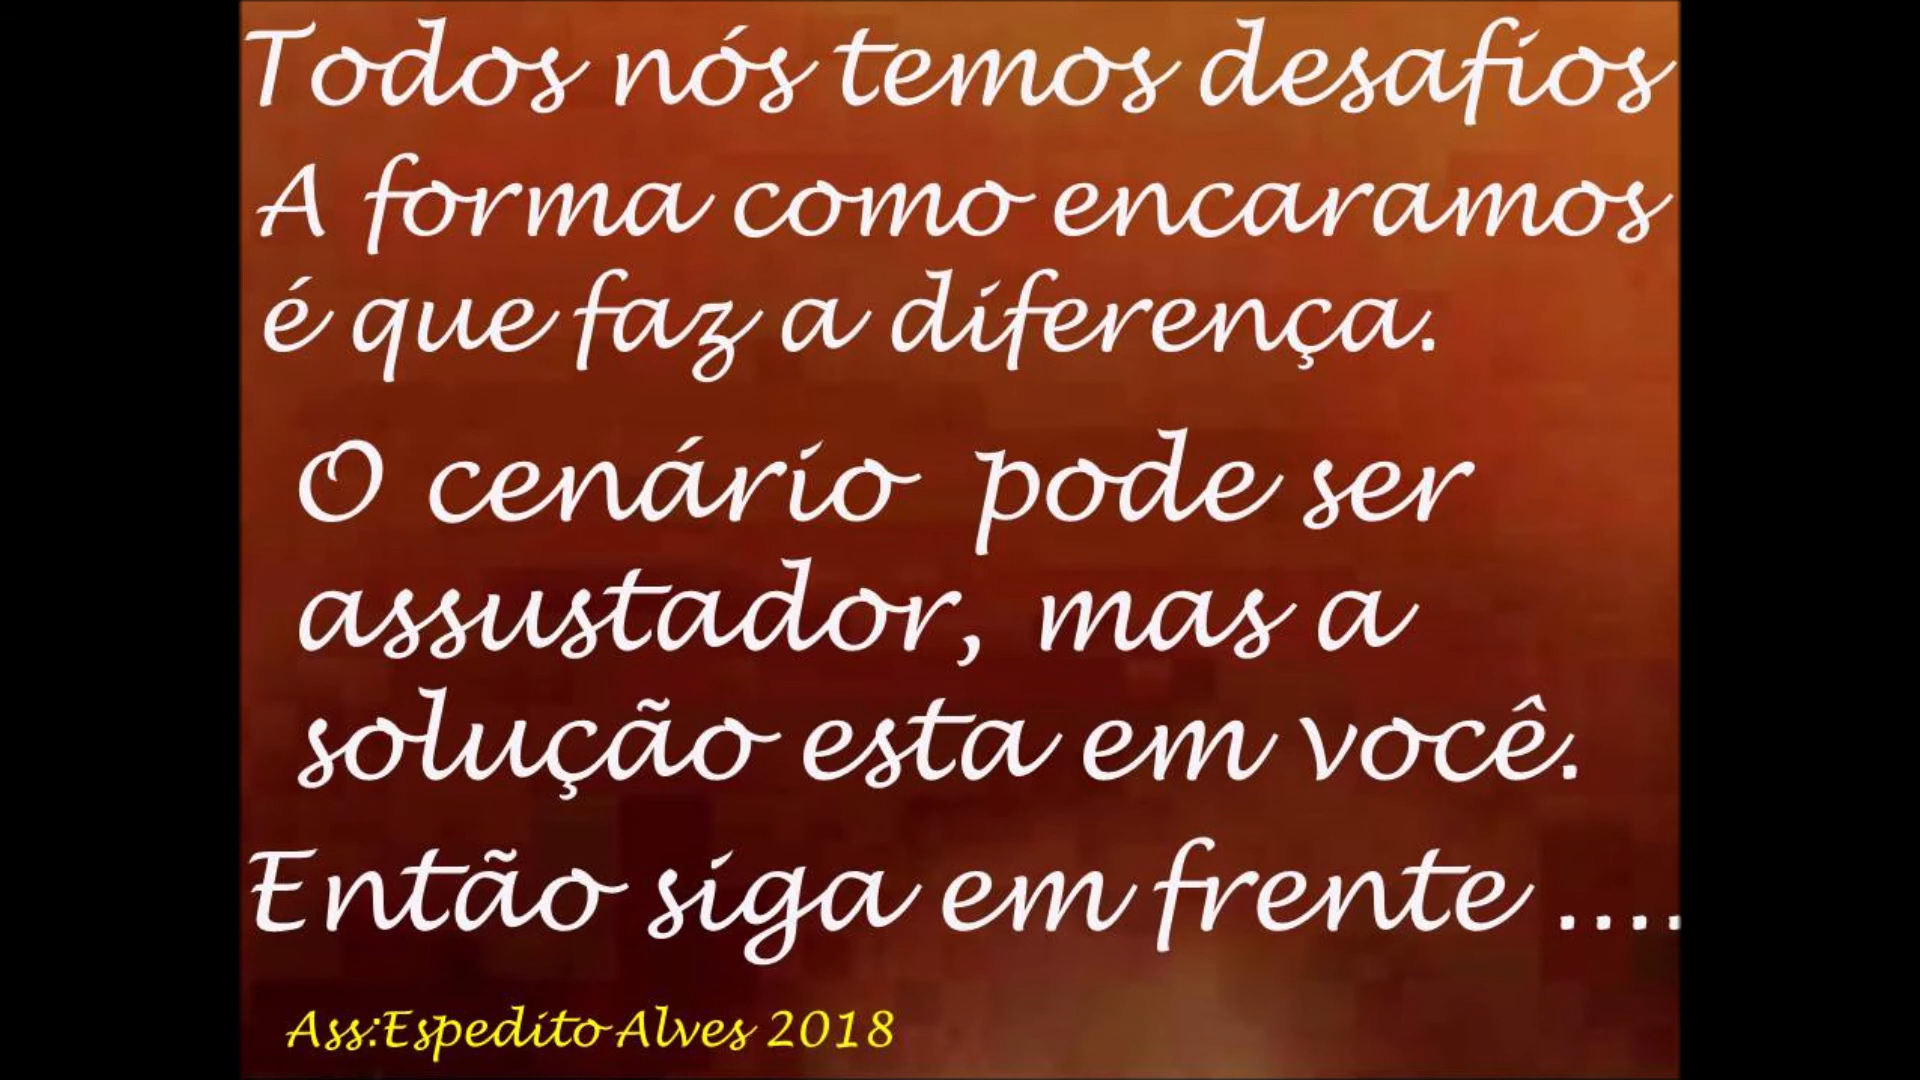 Todos nós temos desafios
A forma como encaramos
é que faz a diferença.
O cenário pode ser
assustador, mas a
solução esta em você.
Então siga em frente ....
Ass:Espedito Alves 2018